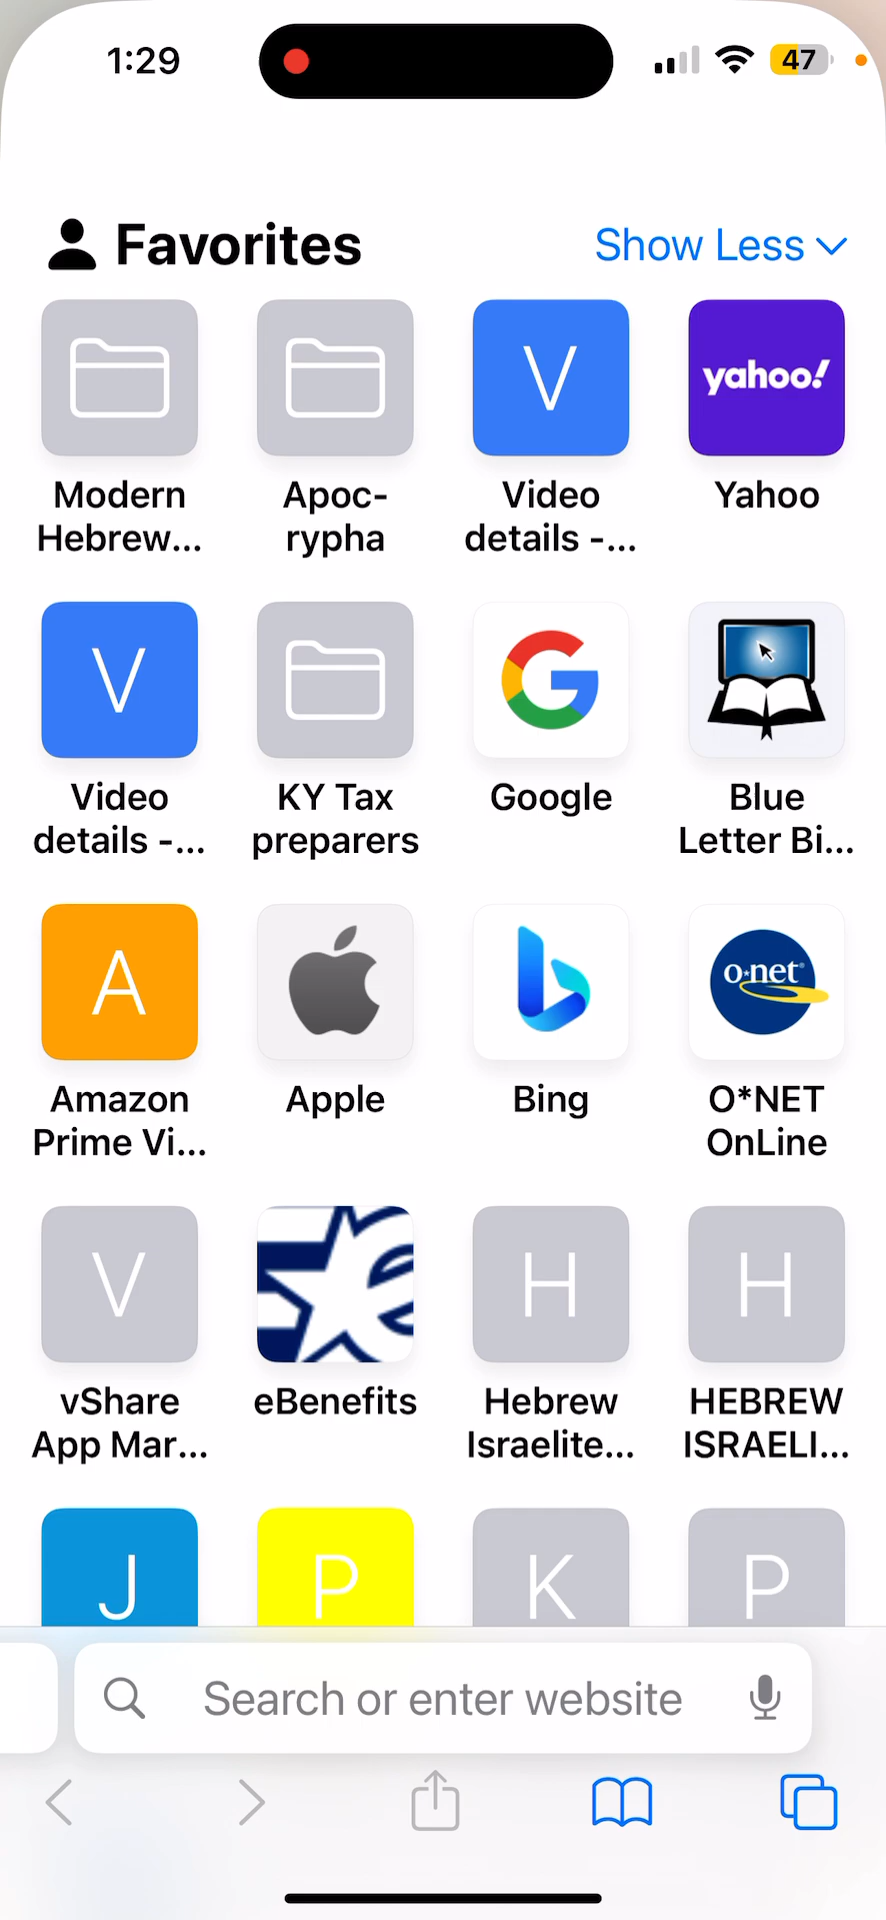 1:29
47
Favorites
Show Less
Modern
Hebrew...
Apoc-
rypha
V
Video
details -...
yahoo!
Yahoo
V
Video
details -...
KY Tax
preparers
G
Google
Blue
Letter Bi...
A
Amazon
Prime Vi...
Apple
b
Bing
o*net®
O*NET
OnLine
V
vShare
App Mar...
e
eBenefits
H
Hebrew
Israelite...
H
HEBREW
ISRAELI...
J
P
K
P
Search or enter website